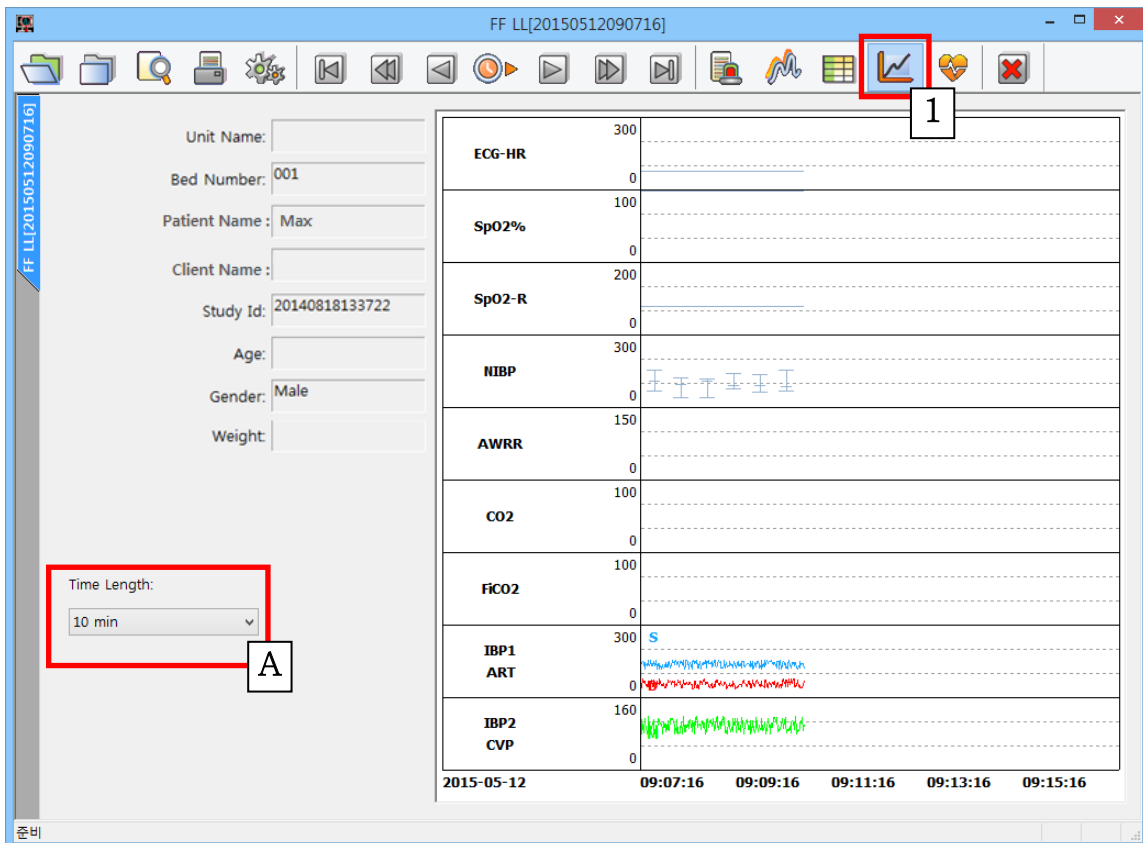 FF LL[20150512090716]
1
FF LL[20150512090716]
Unit Name:
Bed Number: 001
Patient Name : Max
Client Name :
Study Id: 20140818133722
Age:
Gender: Male
Weight:
Time Length:
10 min
A
300
ECG-HR
0
100
SpO2%
0
200
SpO2-R
0
300
NIBP
0
150
AWRR
0
100
CO2
0
100
FiCO2
0
300 S
IBP1
ART
0 D
160
IBP2
CVP
0
2015-05-12 09:07:16 09:09:16 09:11:16 09:13:16 09:15:16
준비